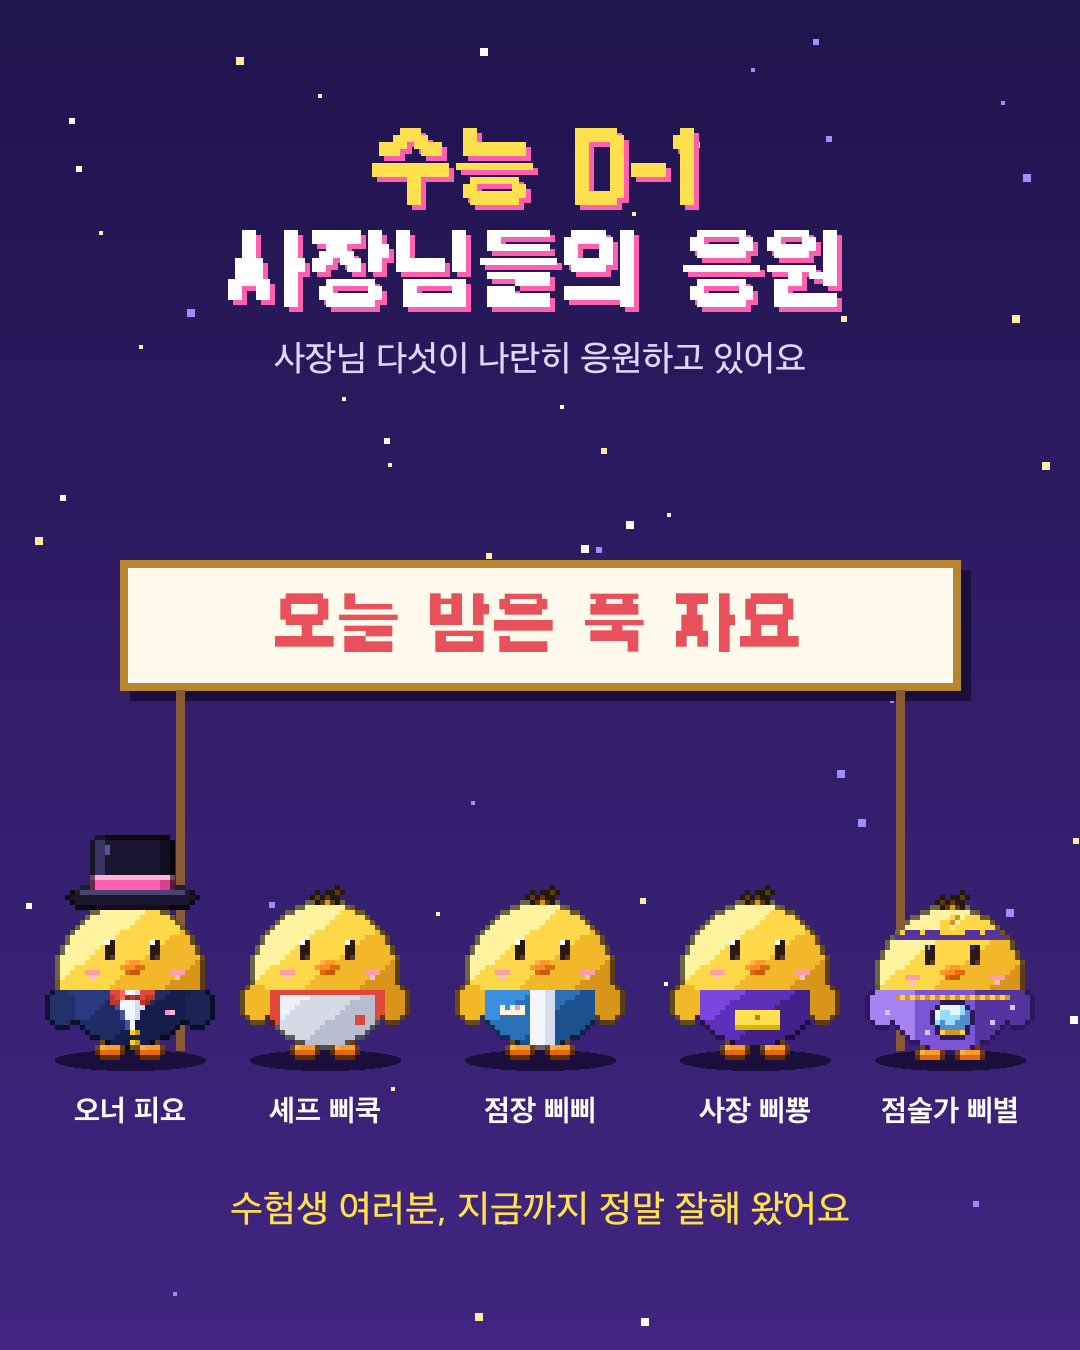 수능 D-1
사장님들의 응원
사장님 다섯이 나란히 응원하고 있어요
오늘 밤은 푹 자요
오너 피요
셰프 삐쿡
점장 삐삐
사장 삐뿅
점술가 삐별
수험생 여러분, 지금까지 정말 잘해 왔어요